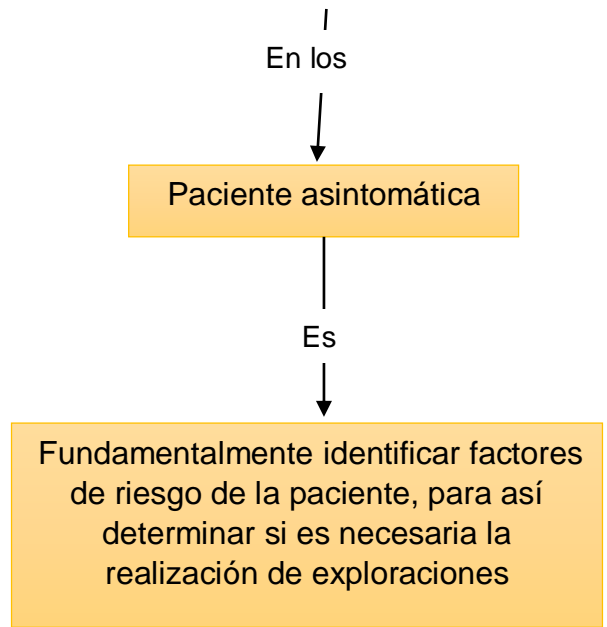 En los
Paciente asintomática
Es
Fundamentalmente identificar factores
de riesgo de la paciente, para así
determinar si es necesaria la
realización de exploraciones